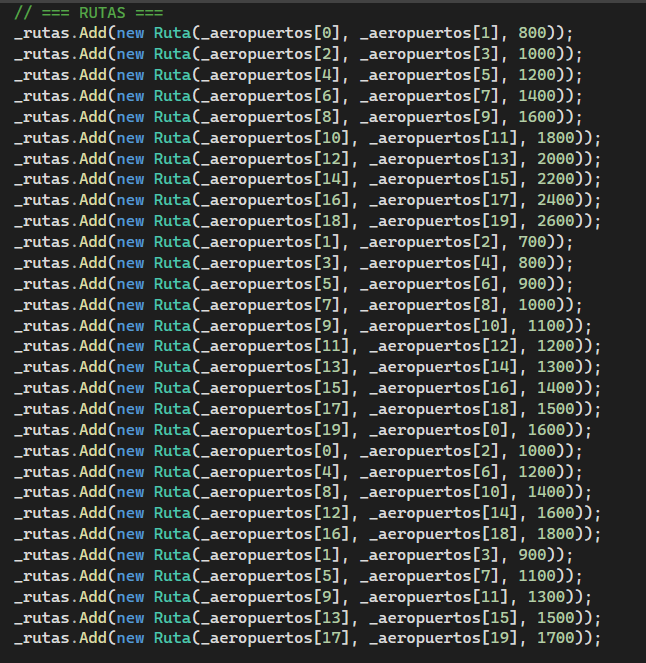 // === RUTAS ===
_rutas.Add(new Ruta(_aeropuertos[0], _aeropuertos[1], 800));
_rutas.Add(new Ruta(_aeropuertos[2], _aeropuertos[3], 1000));
_rutas.Add(new Ruta(_aeropuertos[4], _aeropuertos[5], 1200));
_rutas.Add(new Ruta(_aeropuertos[6], _aeropuertos[7], 1400));
_rutas.Add(new Ruta(_aeropuertos[8], _aeropuertos[9], 1600));
_rutas.Add(new Ruta(_aeropuertos[10], _aeropuertos[11], 1800));
_rutas.Add(new Ruta(_aeropuertos[12], _aeropuertos[13], 2000));
_rutas.Add(new Ruta(_aeropuertos[14], _aeropuertos[15], 2200));
_rutas.Add(new Ruta(_aeropuertos[16], _aeropuertos[17], 2400));
_rutas.Add(new Ruta(_aeropuertos[18], _aeropuertos[19], 2600));
_rutas.Add(new Ruta(_aeropuertos[1], _aeropuertos[2], 700));
_rutas.Add(new Ruta(_aeropuertos[3], _aeropuertos[4], 800));
_rutas.Add(new Ruta(_aeropuertos[5], _aeropuertos[6], 900));
_rutas.Add(new Ruta(_aeropuertos[7], _aeropuertos[8], 1000));
_rutas.Add(new Ruta(_aeropuertos[9], _aeropuertos[10], 1100));
_rutas.Add(new Ruta(_aeropuertos[11], _aeropuertos[12], 1200));
_rutas.Add(new Ruta(_aeropuertos[13], _aeropuertos[14], 1300));
_rutas.Add(new Ruta(_aeropuertos[15], _aeropuertos[16], 1400));
_rutas.Add(new Ruta(_aeropuertos[17], _aeropuertos[18], 1500));
_rutas.Add(new Ruta(_aeropuertos[19], _aeropuertos[0], 1600));
_rutas.Add(new Ruta(_aeropuertos[0], _aeropuertos[2], 1000));
_rutas.Add(new Ruta(_aeropuertos[4], _aeropuertos[6], 1200));
_rutas.Add(new Ruta(_aeropuertos[8], _aeropuertos[10], 1400));
_rutas.Add(new Ruta(_aeropuertos[12], _aeropuertos[14], 1600));
_rutas.Add(new Ruta(_aeropuertos[16], _aeropuertos[18], 1800));
_rutas.Add(new Ruta(_aeropuertos[1], _aeropuertos[3], 900));
_rutas.Add(new Ruta(_aeropuertos[5], _aeropuertos[7], 1100));
_rutas.Add(new Ruta(_aeropuertos[9], _aeropuertos[11], 1300));
_rutas.Add(new Ruta(_aeropuertos[13], _aeropuertos[15], 1500));
_rutas.Add(new Ruta(_aeropuertos[17], _aeropuertos[19], 1700));